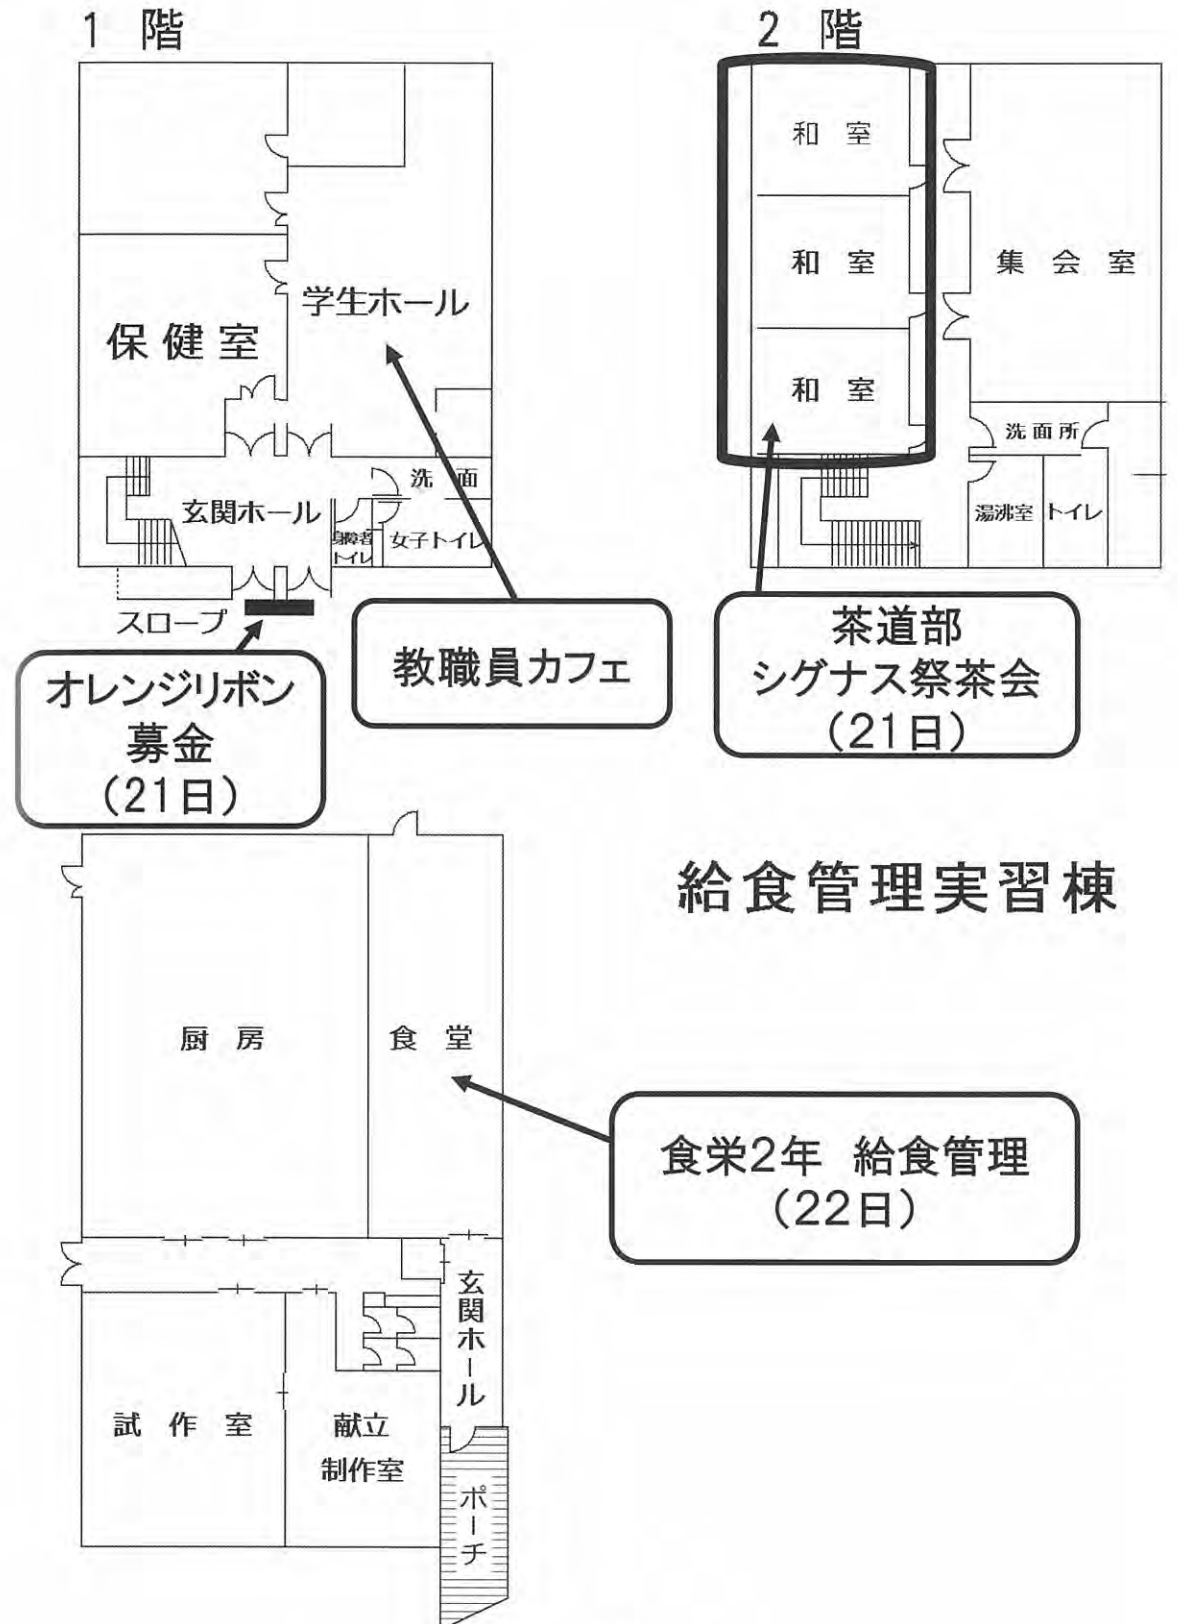 1 階
学生ホール
保健室
洗 面
玄関ホール
身障者
トイレ
女子トイレ
スロープ
教職員カフェ
オレンジリボン
募金
(21日)
2 階
和 室
和 室
集 会 室
和 室
洗面所
湯沸室
トイレ
茶道部
シグナス祭茶会
(21日)
給食管理実習棟
厨 房
食 堂
食栄2年 給食管理
(22日)
玄関ホール
試 作 室
献立
制作室
ポーチ